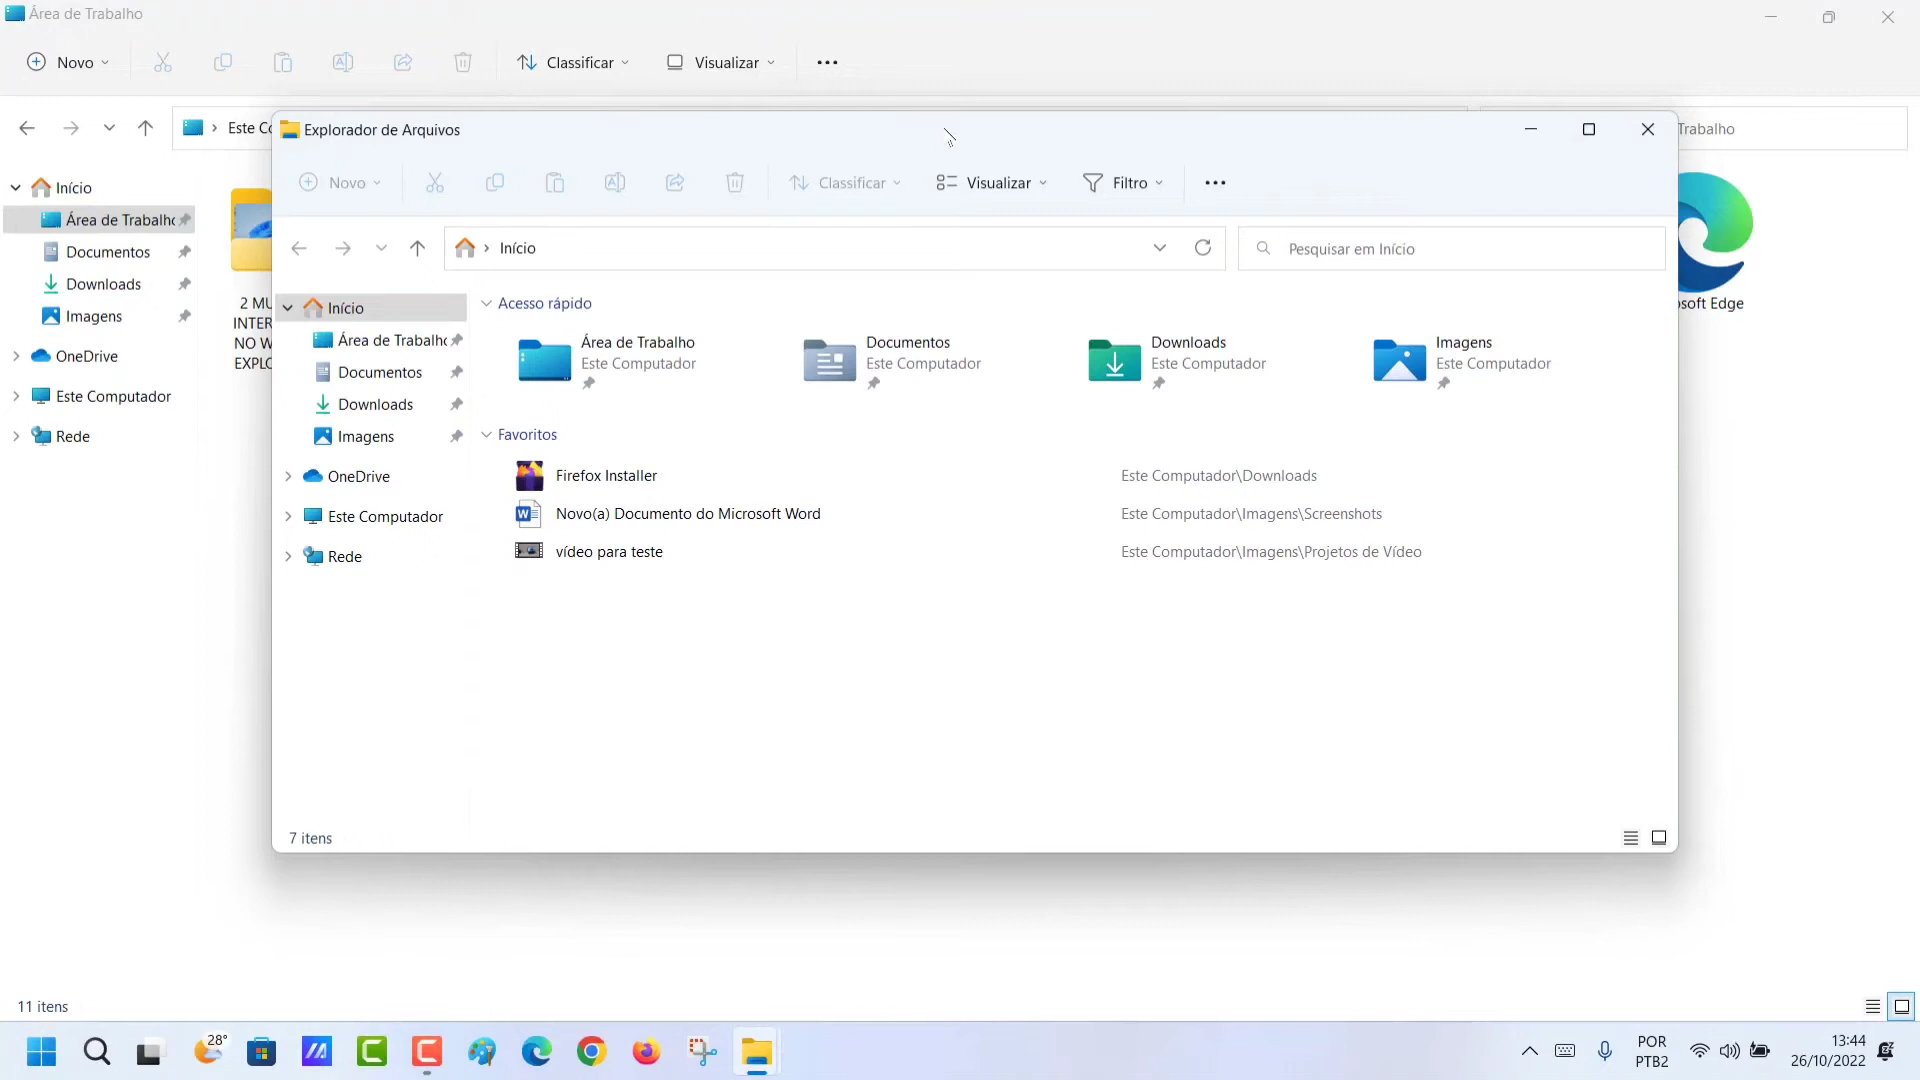 Área de Trabalho
Novo
Classificar
Visualizar
Este Co
Trabalho
Início
Área de Trabalho
Documentos
Downloads
Imagens
OneDrive
Este Computador
Rede
2 MU
INTER
NO W
EXPLO
soft Edge
Explorador de Arquivos
Novo
Classificar
Visualizar
Filtro
Início
Pesquisar em Início
Início
Área de Trabalho
Documentos
Downloads
Imagens
OneDrive
Este Computador
Rede
Acesso rápido
Área de Trabalho
Este Computador
Documentos
Este Computador
Downloads
Este Computador
Imagens
Este Computador
Favoritos
Firefox Installer Este Computador\Downloads
Novo(a) Documento do Microsoft Word Este Computador\Imagens\Screenshots
vídeo para teste Este Computador\Imagens\Projetos de Vídeo
7 itens
11 itens
28°
POR
PTB2
13:44
26/10/2022